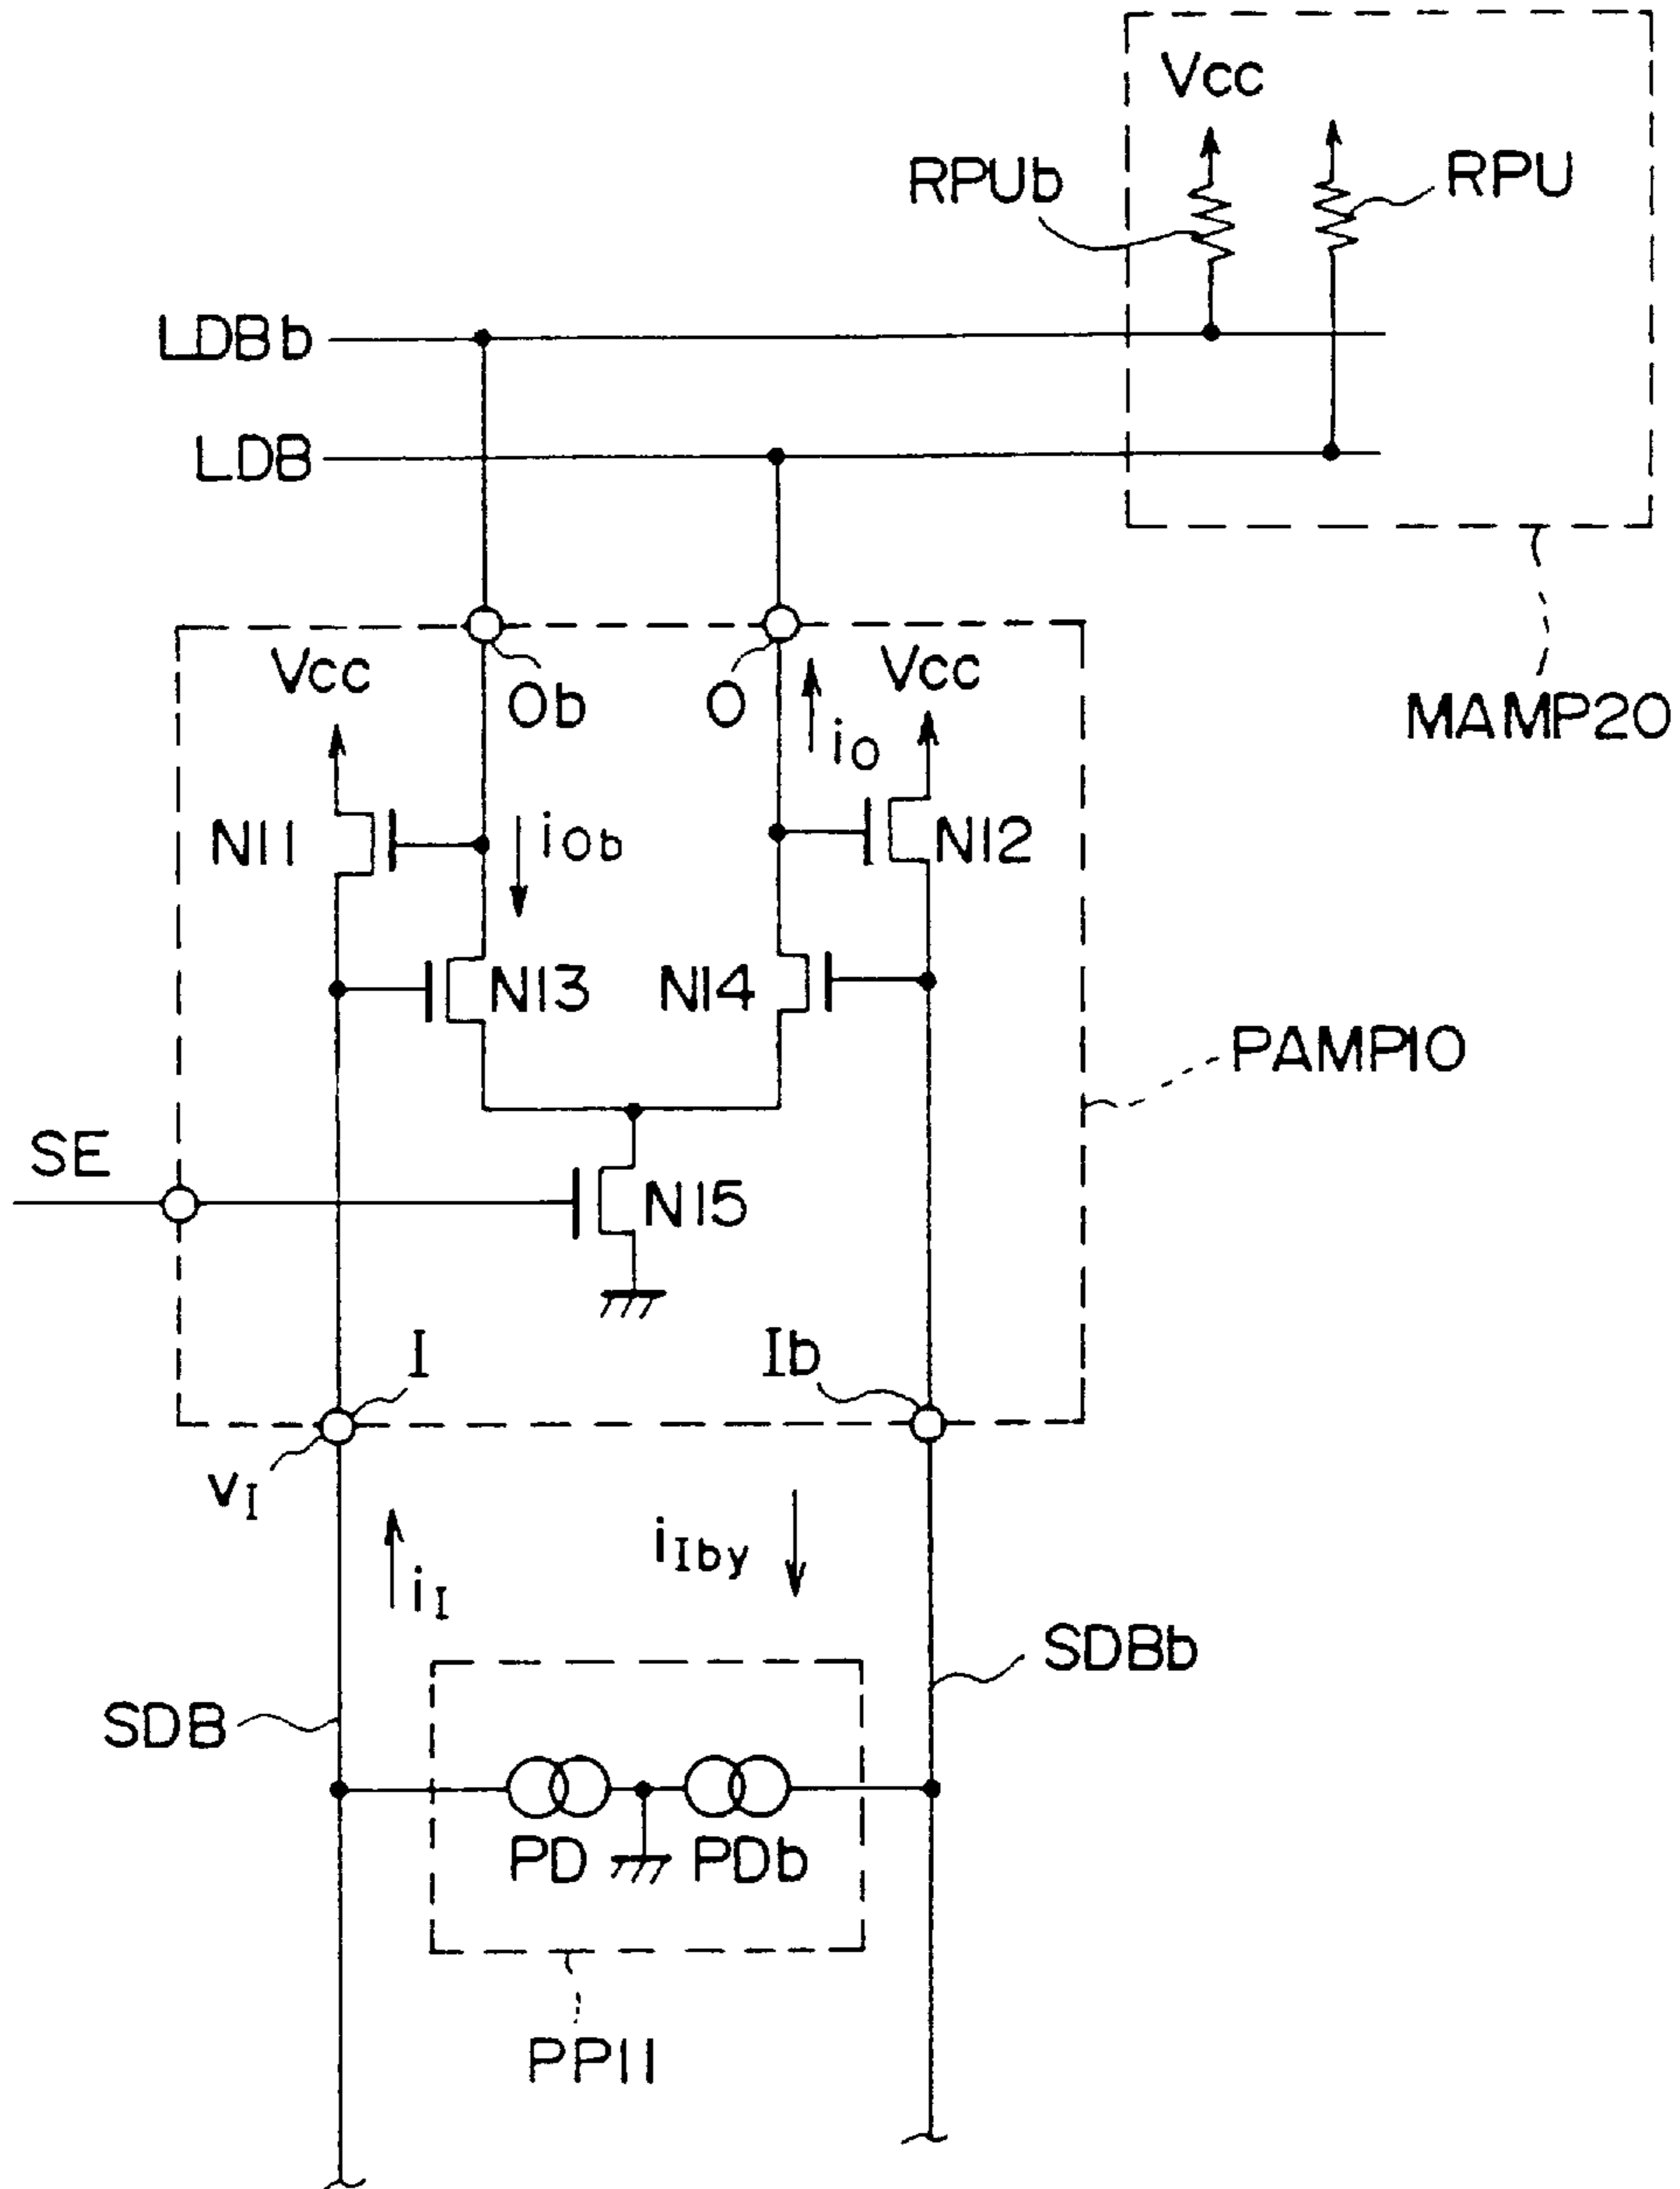 Vcc
RPUb
RPU
LDBb
LDB
MAMP20
Vcc
Vcc
Ob
O
iO
N11
iOb
N12
N13
N14
PAMP10
SE
N15
I
Ib
vI
iIby
iI
SDBb
SDB
PD
PDb
PP11